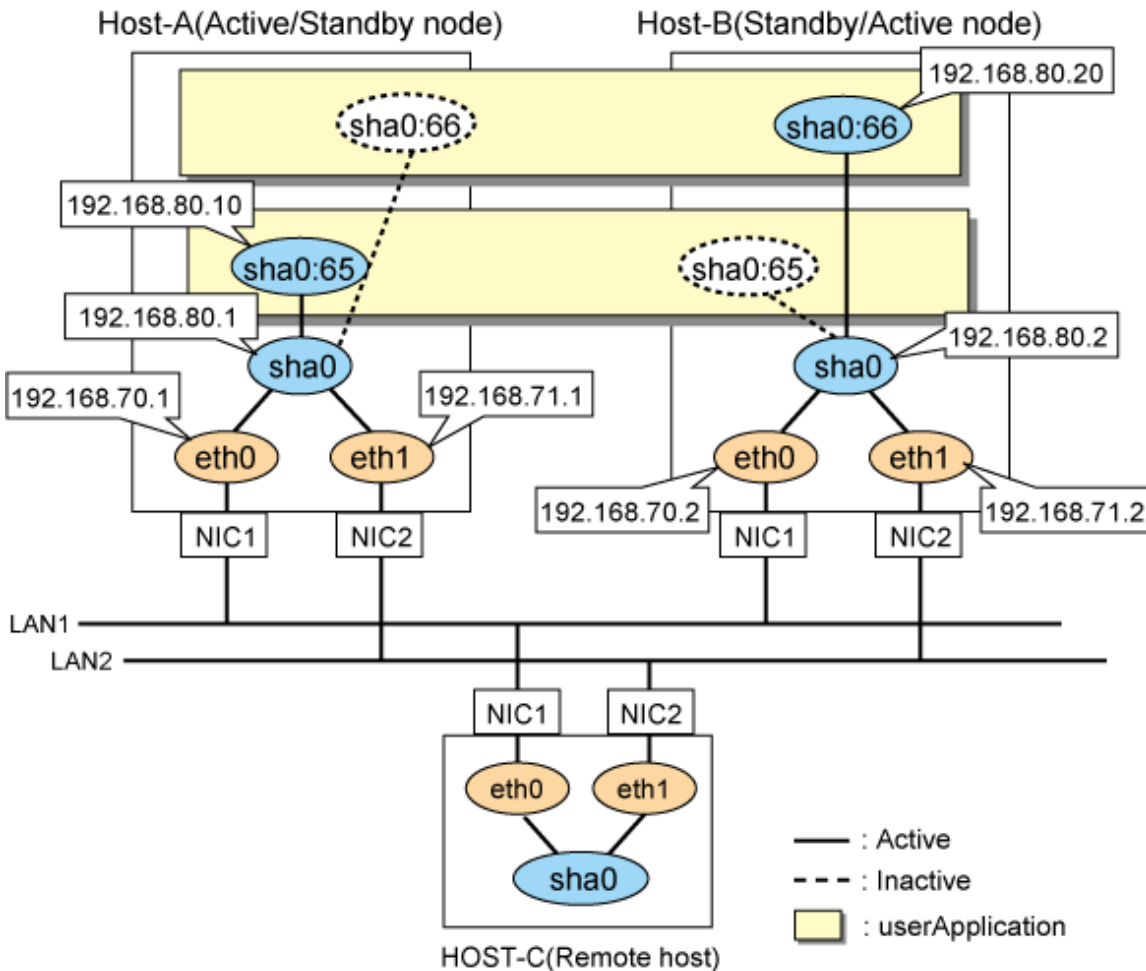 Host-A(Active/Standby node)
Host-B(Standby/Active node)
192.168.80.20
sha0:66
sha0:66
192.168.80.10
sha0:65
sha0:65
192.168.80.1
192.168.80.2
sha0
sha0
192.168.70.1
192.168.71.1
eth0
eth1
eth0
eth1
192.168.70.2
192.168.71.2
NIC1
NIC2
NIC1
NIC2
LAN1
LAN2
NIC1
NIC2
eth0
eth1
sha0
HOST-C(Remote host)
: Active
: Inactive
: userApplication